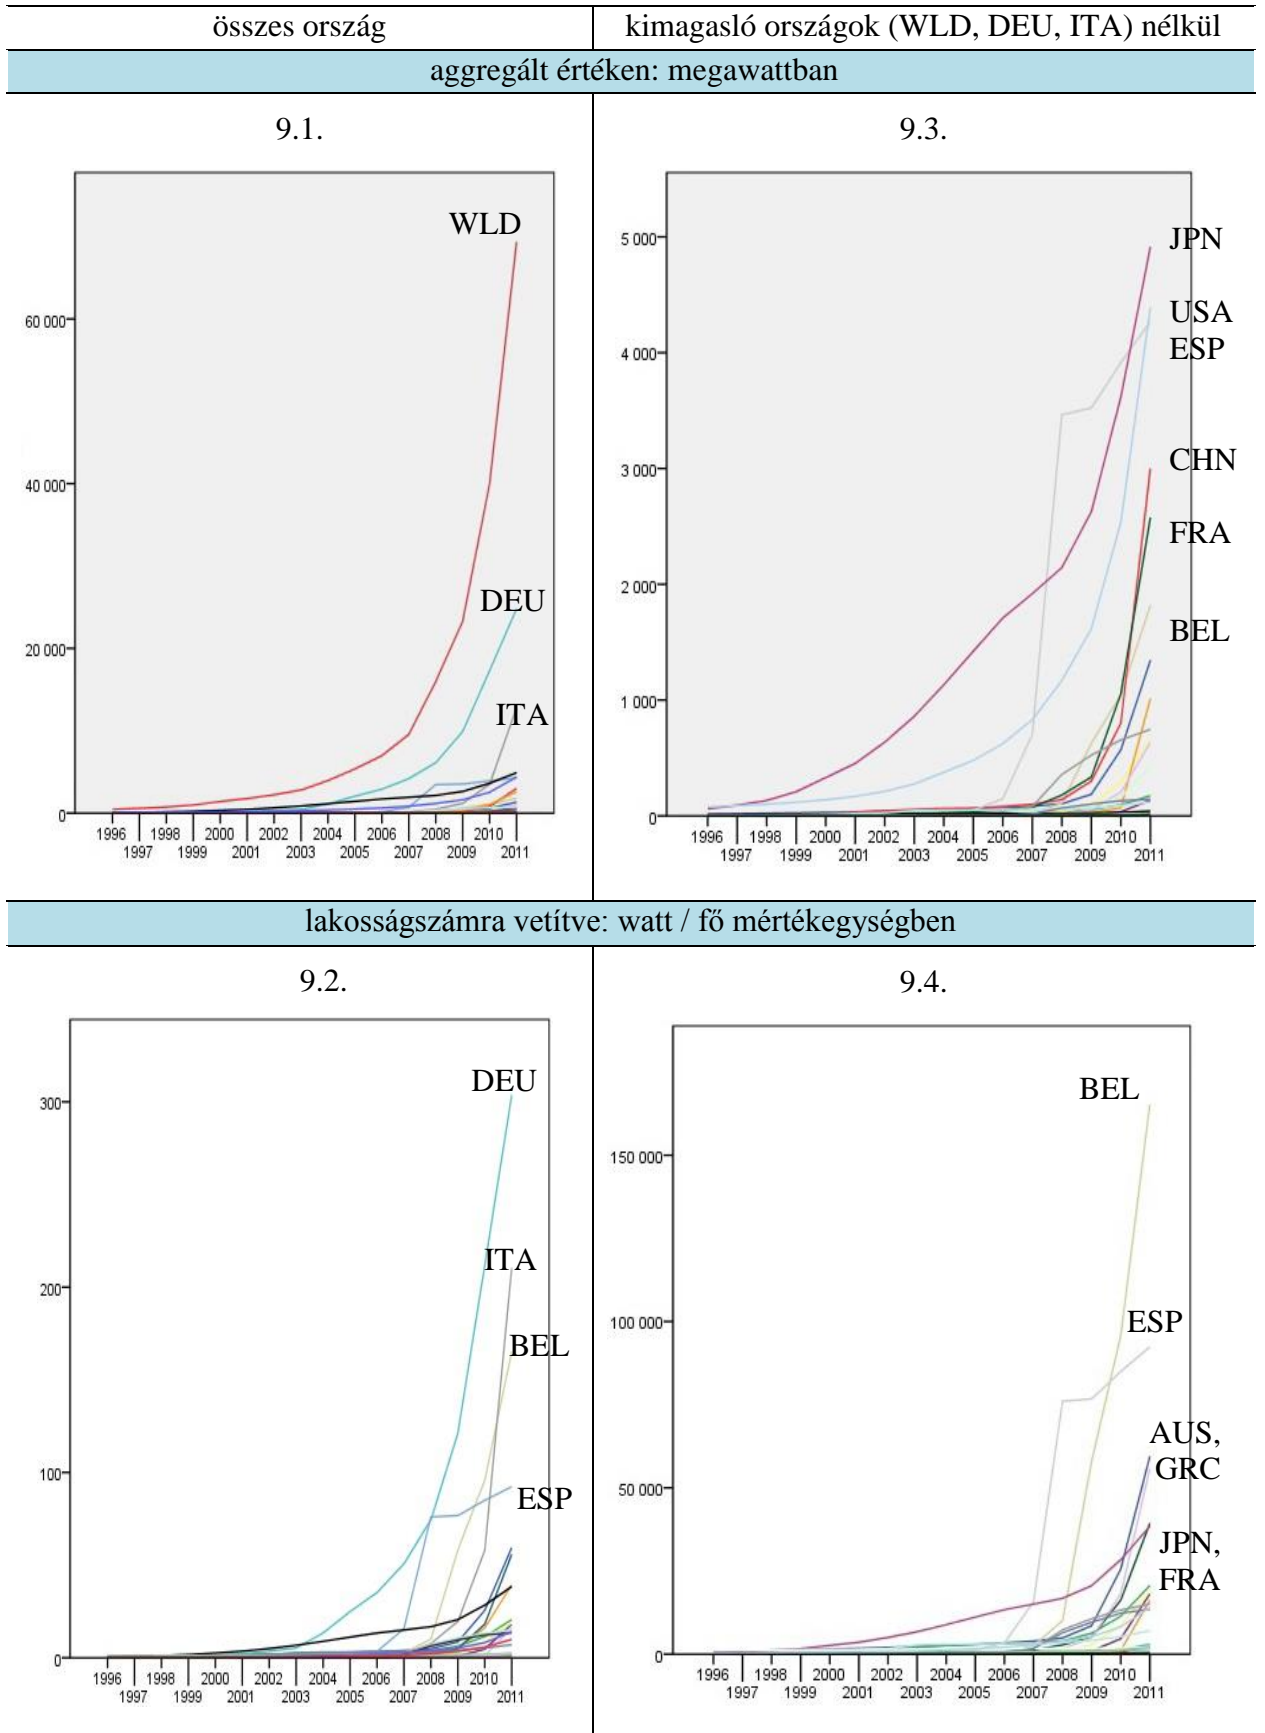 összes ország
kimagasló országok (WLD, DEU, ITA) nélkül
aggregált értéken: megawattban
9.1.
WLD
60 000
40 000
DEU
20 000
ITA
0
1996 1998 2000 2002 2004 2006 2008 2010
1997 1999 2001 2003 2005 2007 2009 2011
9.3.
5 000
JPN
USA
4 000
ESP
3 000
CHN
FRA
2 000
BEL
1 000
0
1996 1998 2000 2002 2004 2006 2008 2010
1997 1999 2001 2003 2005 2007 2009 2011
lakosságszámra vetítve: watt / fő mértékegységben
9.2.
DEU
300
ITA
200
BEL
100
ESP
0
1996 1998 2000 2002 2004 2006 2008 2010
1997 1999 2001 2003 2005 2007 2009 2011
9.4.
BEL
150 000
100 000
ESP
AUS,
GRC
50 000
JPN,
FRA
0
1996 1998 2000 2002 2004 2006 2008 2010
1997 1999 2001 2003 2005 2007 2009 2011